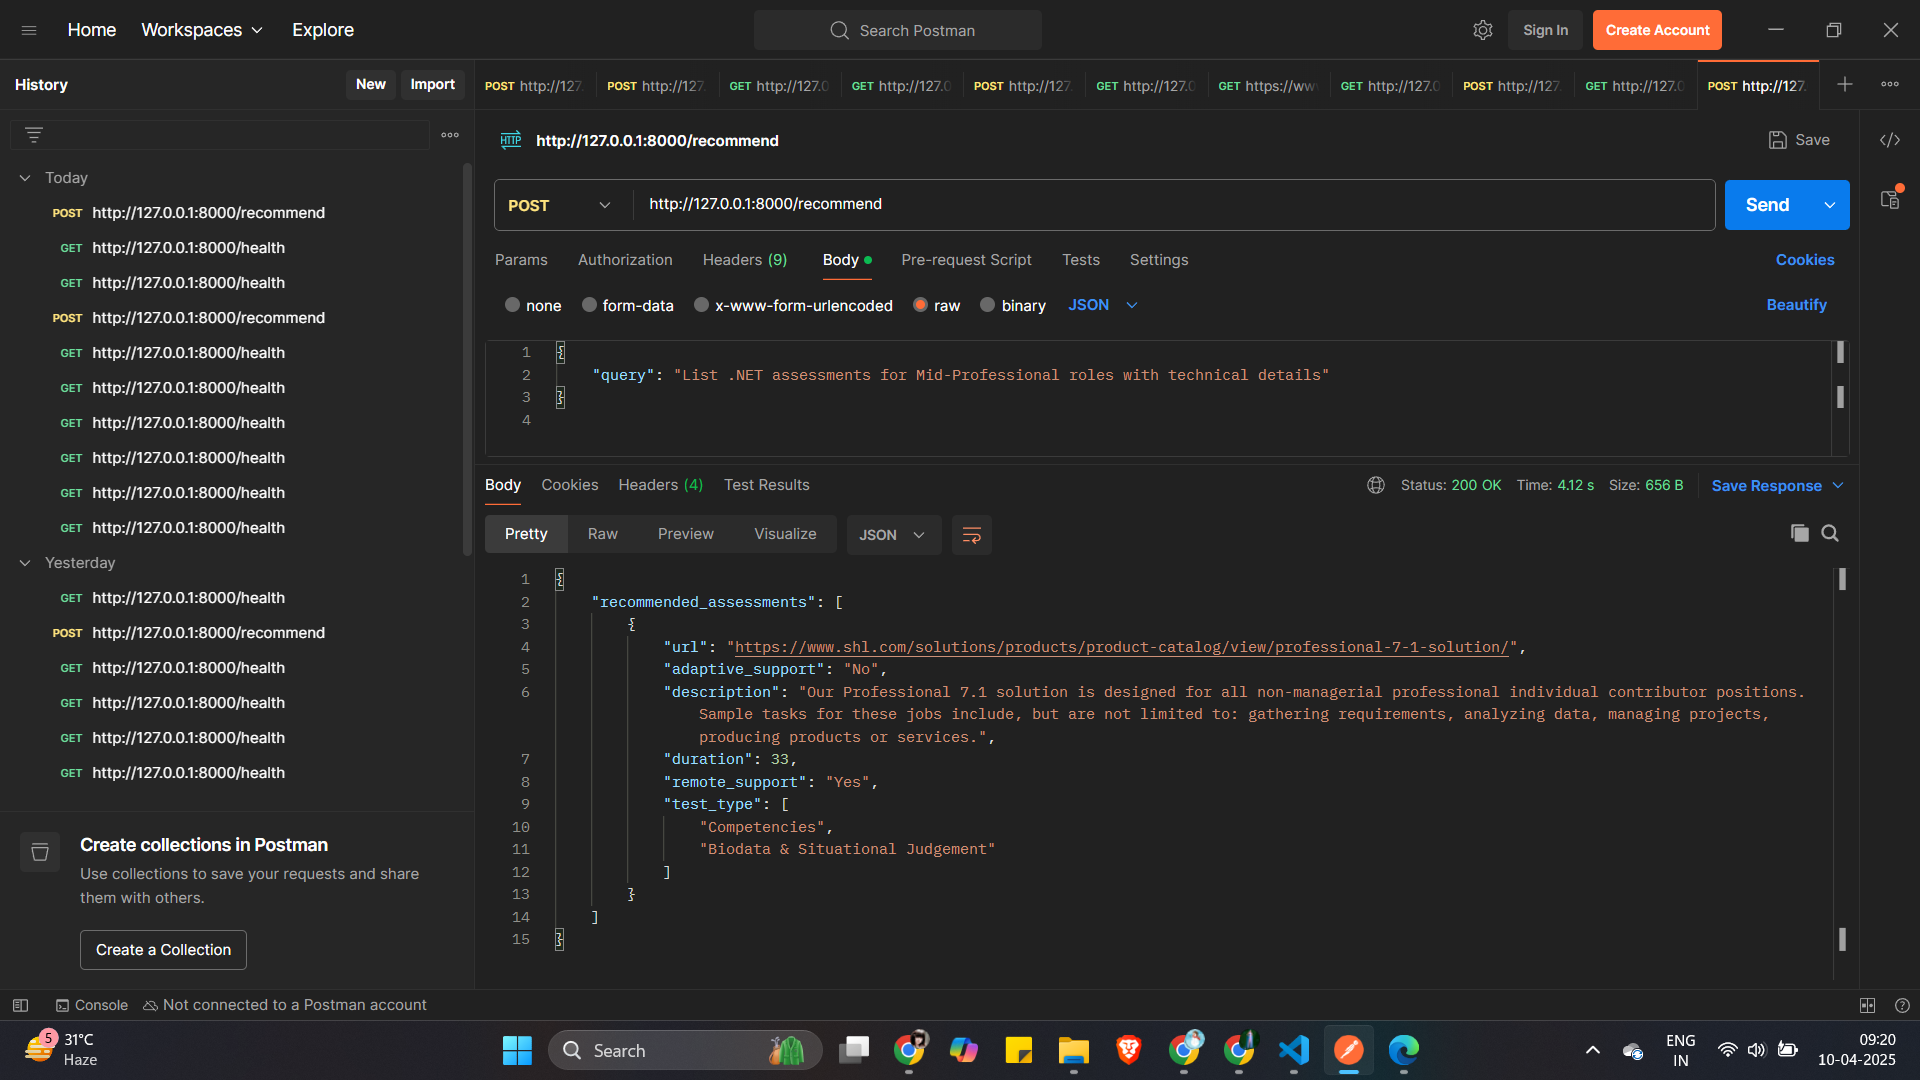 Home
Workspaces
Explore
Search Postman
Sign In
Create Account
History
New
Import
POST http://127.
POST http://127.
GET http://127.0
GET http://127.0
POST http://127.
GET http://127.0
GET https://ww
GET http://127.0
POST http://127.
GET http://127.0
POST http://127.
Today
POST http://127.0.0.1:8000/recommend
GET http://127.0.0.1:8000/health
GET http://127.0.0.1:8000/health
POST http://127.0.0.1:8000/recommend
GET http://127.0.0.1:8000/health
GET http://127.0.0.1:8000/health
GET http://127.0.0.1:8000/health
GET http://127.0.0.1:8000/health
GET http://127.0.0.1:8000/health
GET http://127.0.0.1:8000/health
Yesterday
GET http://127.0.0.1:8000/health
POST http://127.0.0.1:8000/recommend
GET http://127.0.0.1:8000/health
GET http://127.0.0.1:8000/health
GET http://127.0.0.1:8000/health
GET http://127.0.0.1:8000/health
Create collections in Postman
Use collections to save your requests and share
them with others.
Create a Collection
HTTP http://127.0.0.1:8000/recommend
Save
POST http://127.0.0.1:8000/recommend
Send
Params Authorization Headers (9) Body Pre-request Script Tests Settings
Cookies
none form-data x-www-form-urlencoded raw binary JSON
Beautify
1 {
2 "query": "List .NET assessments for Mid-Professional roles with technical details"
3 }
4
Body Cookies Headers (4) Test Results
Status: 200 OK Time: 4.12 s Size: 656 B
Save Response
Pretty Raw Preview Visualize JSON
1 {
2 "recommended_assessments": [
3 {
4 "url": "https://www.shl.com/solutions/products/product-catalog/view/professional-7-1-solution/",
5 "adaptive_support": "No",
6 "description": "Our Professional 7.1 solution is designed for all non-managerial professional individual contributor positions.
Sample tasks for these jobs include, but are not limited to: gathering requirements, analyzing data, managing projects,
producing products or services.",
7 "duration": 33,
8 "remote_support": "Yes",
9 "test_type": [
10 "Competencies",
11 "Biodata & Situational Judgement"
12 ]
13 }
14 ]
15 }
Console
Not connected to a Postman account
5
31°C
Haze
Search
ENG
IN
09:20
10-04-2025